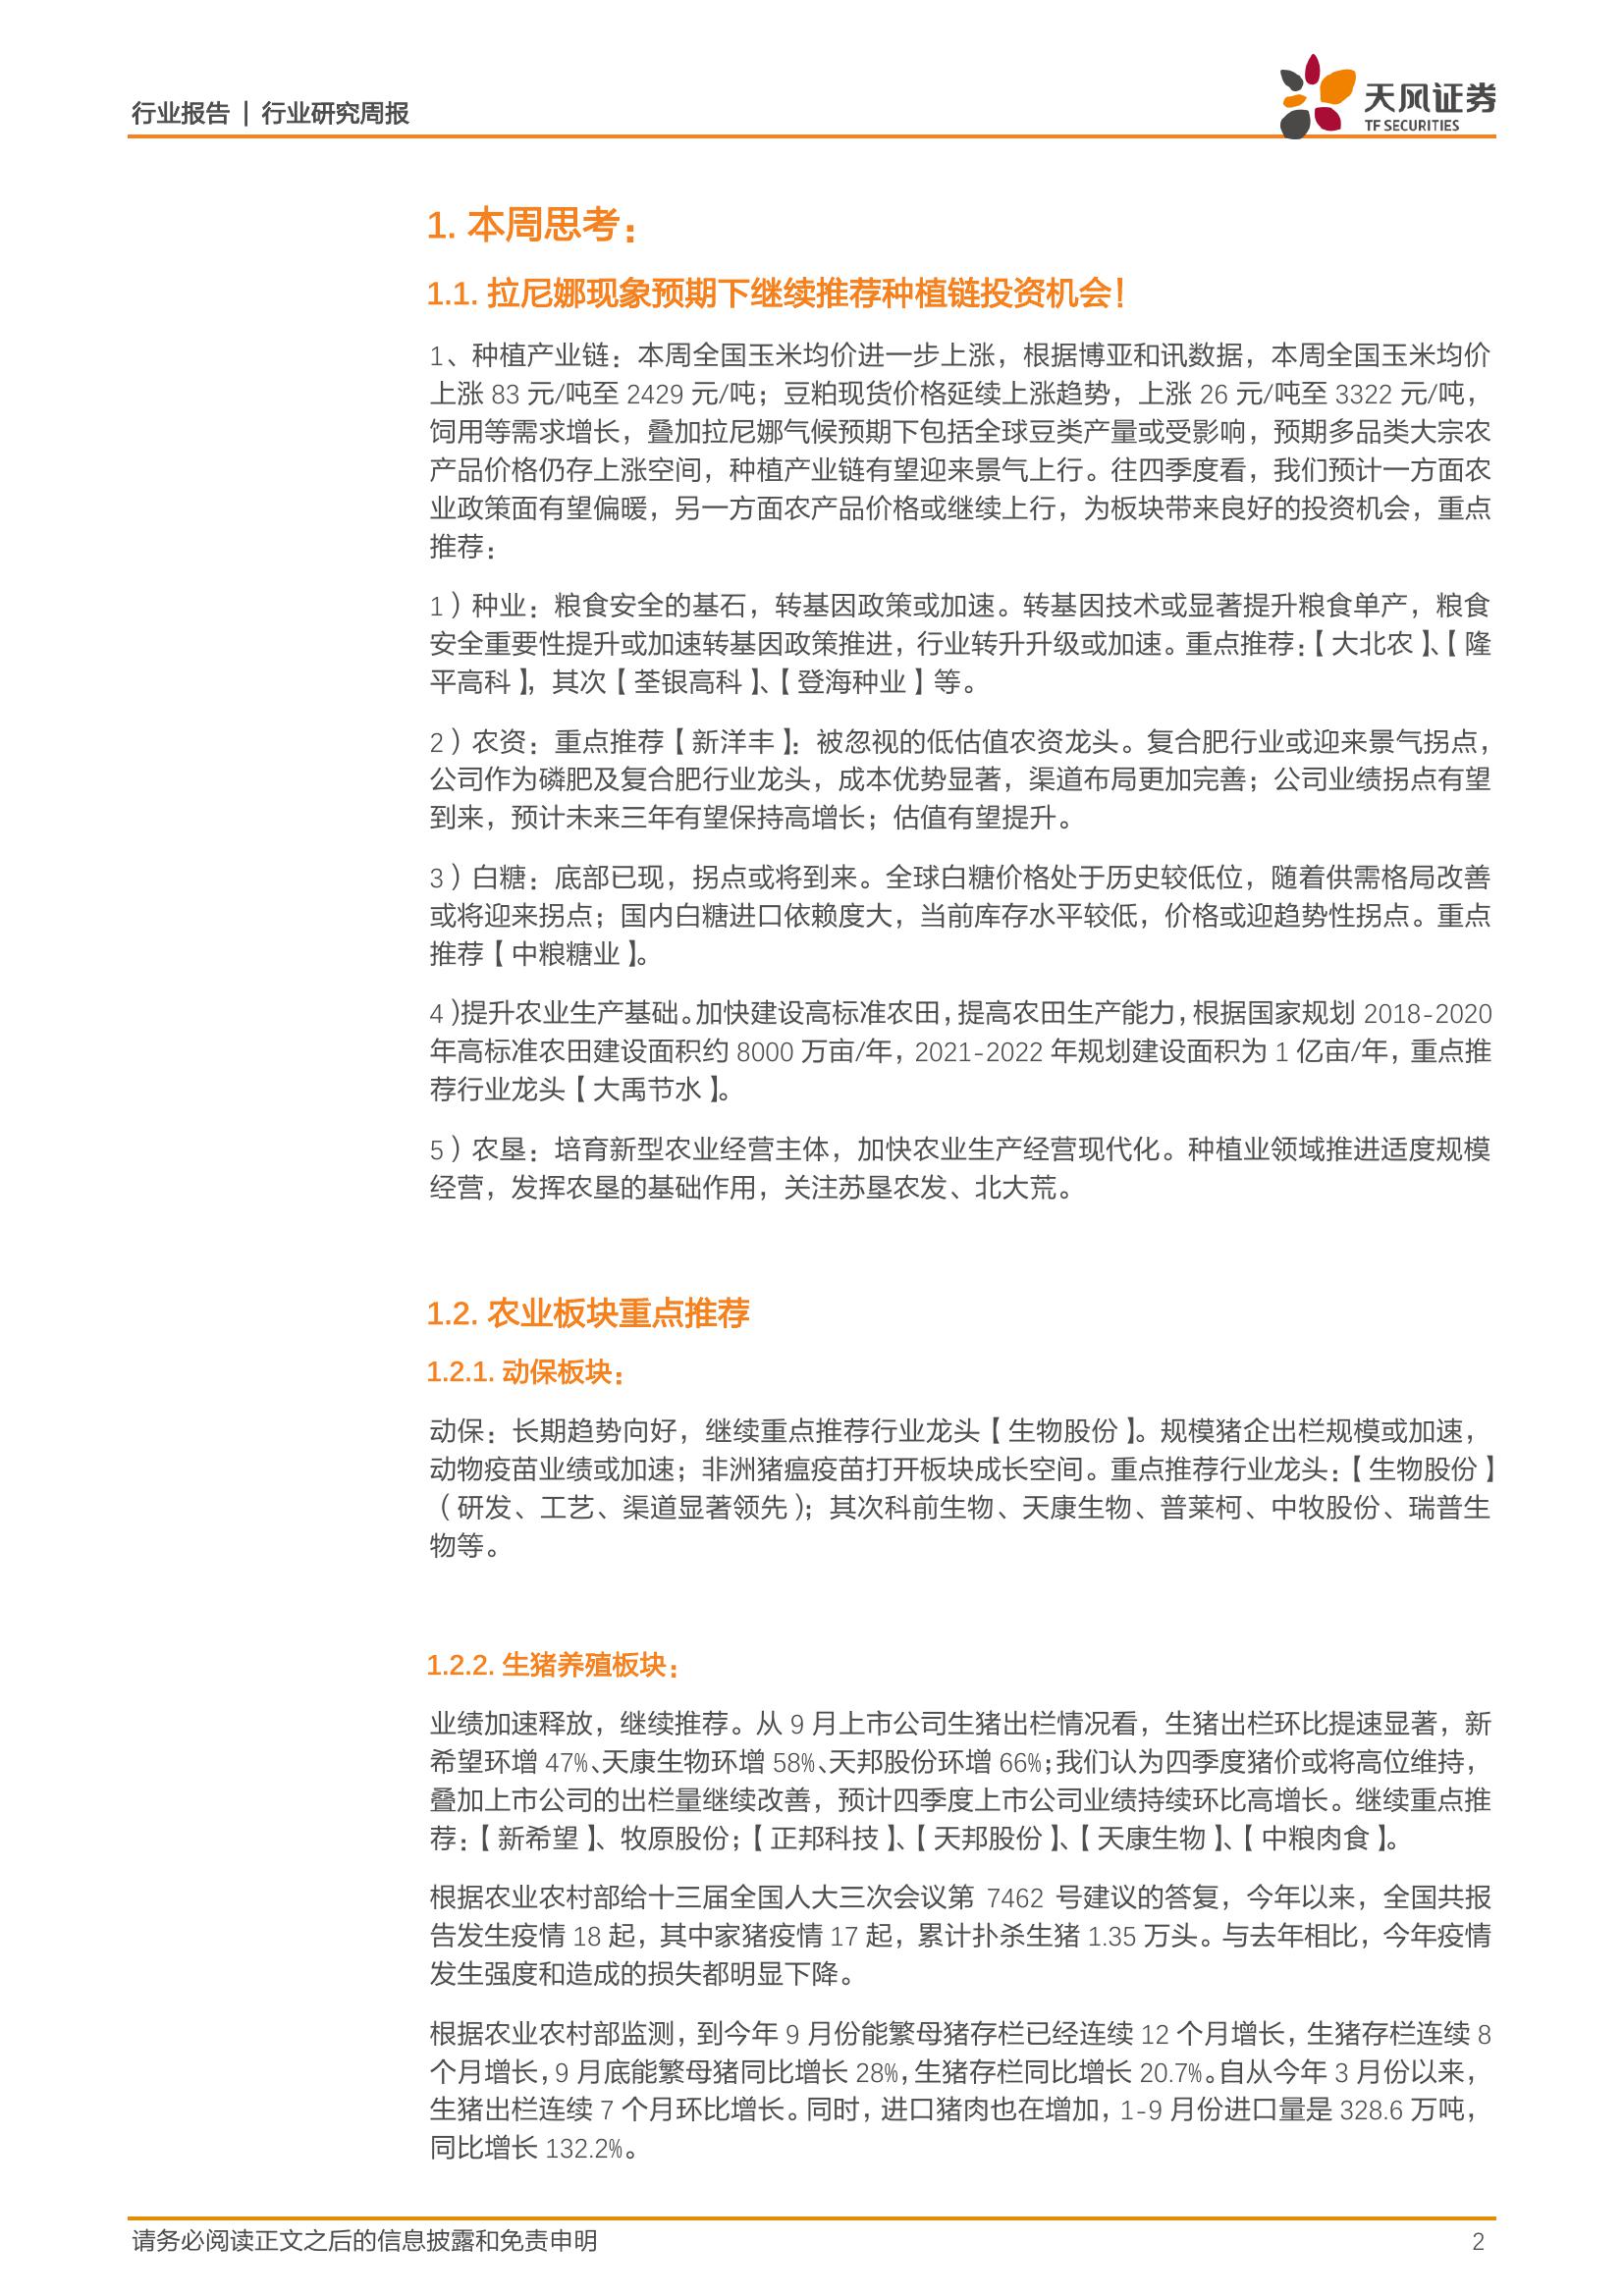 行业报告 | 行业研究周报
天风证券
TF SECURITIES
1. 本周思考：
1.1. 拉尼娜现象预期下继续推荐种植链投资机会！
1、种植产业链：本周全国玉米均价进一步上涨，根据博亚和讯数据，本周全国玉米均价
上涨 83 元/吨至 2429 元/吨；豆粕现货价格延续上涨趋势，上涨 26 元/吨至 3322 元/吨，
饲用等需求增长，叠加拉尼娜气候预期下包括全球豆类产量或受影响，预期多品类大宗农
产品价格仍存上涨空间，种植产业链有望迎来景气上行。往四季度看，我们预计一方面农
业政策面有望偏暖，另一方面农产品价格或继续上行，为板块带来良好的投资机会，重点
推荐：
1）种业：粮食安全的基石，转基因政策或加速。转基因技术或显著提升粮食单产，粮食
安全重要性提升或加速转基因政策推进，行业转升升级或加速。重点推荐：【大北农】、【隆
平高科】，其次【荃银高科】、【登海种业】等。
2）农资：重点推荐【新洋丰】：被忽视的低估值农资龙头。复合肥行业或迎来景气拐点，
公司作为磷肥及复合肥行业龙头，成本优势显著，渠道布局更加完善；公司业绩拐点有望
到来，预计未来三年有望保持高增长；估值有望提升。
3）白糖：底部已现，拐点或将到来。全球白糖价格处于历史较低位，随着供需格局改善
或将迎来拐点；国内白糖进口依赖度大，当前库存水平较低，价格或迎趋势性拐点。重点
推荐【中粮糖业】。
4）提升农业生产基础。加快建设高标准农田，提高农田生产能力，根据国家规划 2018-2020
年高标准农田建设面积约 8000 万亩/年，2021-2022 年规划建设面积为 1 亿亩/年，重点推
荐行业龙头【大禹节水】。
5）农垦：培育新型农业经营主体，加快农业生产经营现代化。种植业领域推进适度规模
经营，发挥农垦的基础作用，关注苏垦农发、北大荒。
1.2. 农业板块重点推荐
1.2.1. 动保板块：
动保：长期趋势向好，继续重点推荐行业龙头【生物股份】。规模猪企出栏规模或加速，
动物疫苗业绩或加速；非洲猪瘟疫苗打开板块成长空间。重点推荐行业龙头：【生物股份】
（研发、工艺、渠道显著领先）；其次科前生物、天康生物、普莱柯、中牧股份、瑞普生
物等。
1.2.2. 生猪养殖板块：
业绩加速释放，继续推荐。从 9 月上市公司生猪出栏情况看，生猪出栏环比提速显著，新
希望环增 47%、天康生物环增 58%、天邦股份环增 66%；我们认为四季度猪价或将高位维持，
叠加上市公司的出栏量继续改善，预计四季度上市公司业绩持续环比高增长。继续重点推
荐：【新希望】、牧原股份；【正邦科技】、【天邦股份】、【天康生物】、【中粮肉食】。
根据农业农村部给十三届全国人大三次会议第 7462 号建议的答复，今年以来，全国共报
告发生疫情 18 起，其中家猪疫情 17 起，累计扑杀生猪 1.35 万头。与去年相比，今年疫情
发生强度和造成的损失都明显下降。
根据农业农村部监测，到今年 9 月份能繁母猪存栏已经连续 12 个月增长，生猪存栏连续 8
个月增长，9 月底能繁母猪同比增长 28%，生猪存栏同比增长 20.7%。自从今年 3 月份以来，
生猪出栏连续 7 个月环比增长。同时，进口猪肉也在增加，1-9 月份进口量是 328.6 万吨，
同比增长 132.2%。
请务必阅读正文之后的信息披露和免责申明
2